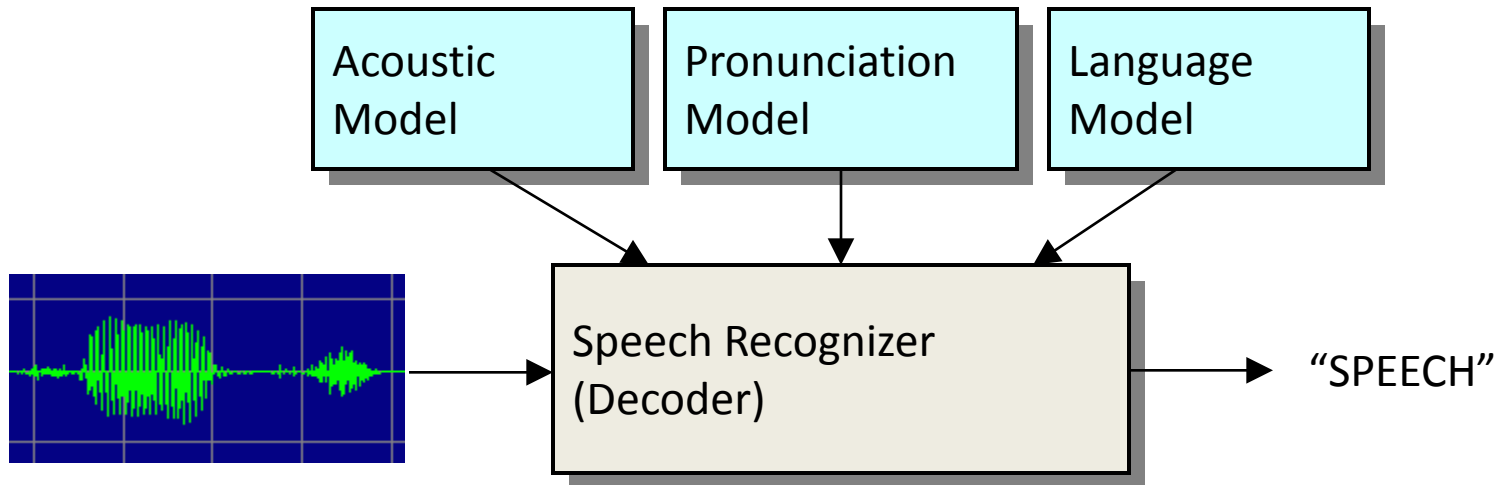 Acoustic
Model
Pronunciation
Model
Language
Model
Speech Recognizer
(Decoder)
“SPEECH”